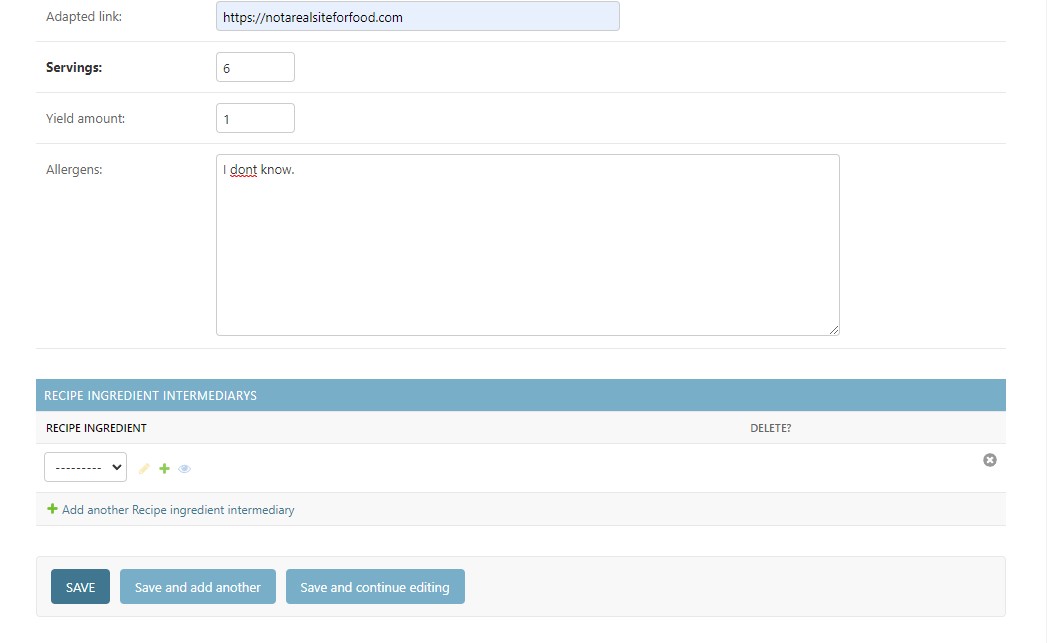 Adapted link: https://notarealsiteforfood.com
Servings: 6
Yield amount: 1
Allergens: I dont know.
RECIPE INGREDIENT INTERMEDIARYS
RECIPE INGREDIENT DELETE?
---------
Add another Recipe ingredient intermediary
SAVE Save and add another Save and continue editing